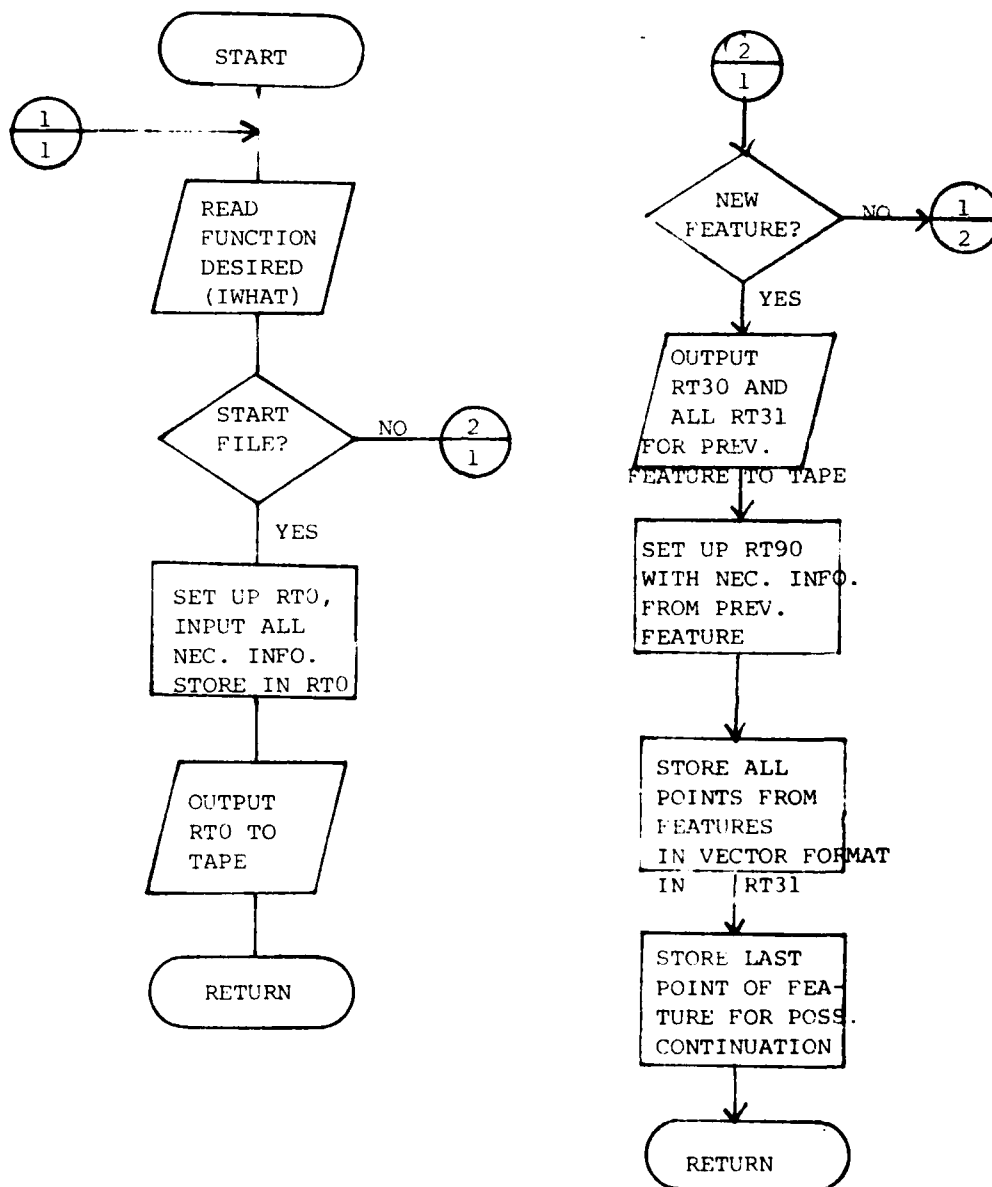 START
1
1
READ
FUNCTION
DESIRED
(IWHAT)
START
FILE?
NO
2
1
YES
SET UP RT0,
INPUT ALL
NEC. INFO.
STORE IN RT0
OUTPUT
RT0 TO
TAPE
RETURN
2
1
NEW
FEATURE?
NO
1
2
YES
OUTPUT
RT30 AND
ALL RT31
FOR PREV.
FEATURE TO TAPE
SET UP RT90
WITH NEC. INFO.
FROM PREV.
FEATURE
STORE ALL
POINTS FROM
FEATURES
IN VECTOR FORMAT
IN RT31
STORE LAST
POINT OF FEA-
TURE FOR POSS.
CONTINUATION
RETURN